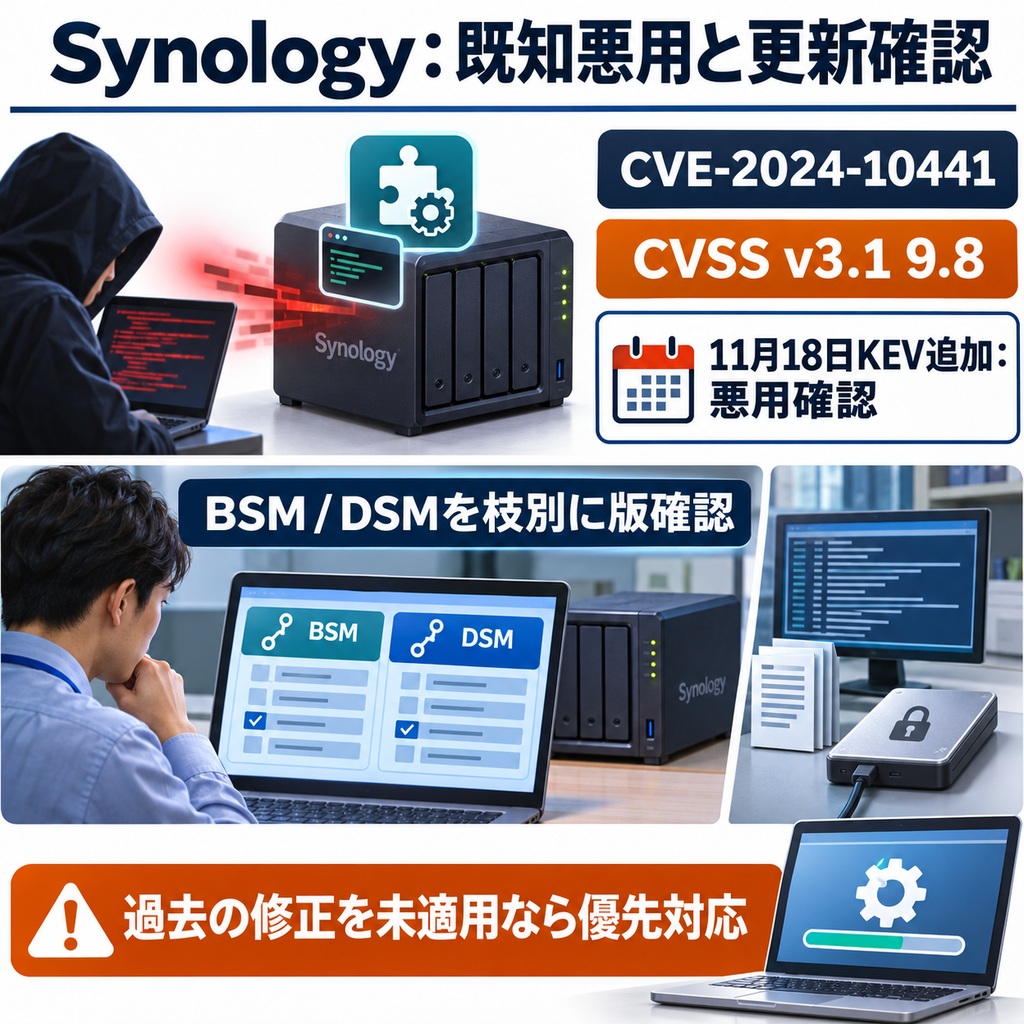 Synology：既知悪用と更新確認
CVE-2024-10441
CVSS v3.1 9.8
11月18日KEV追加：
悪用確認
Synology
BSM / DSMを枝別に版確認
BSM
DSM
Synology
過去の修正を未適用なら優先対応